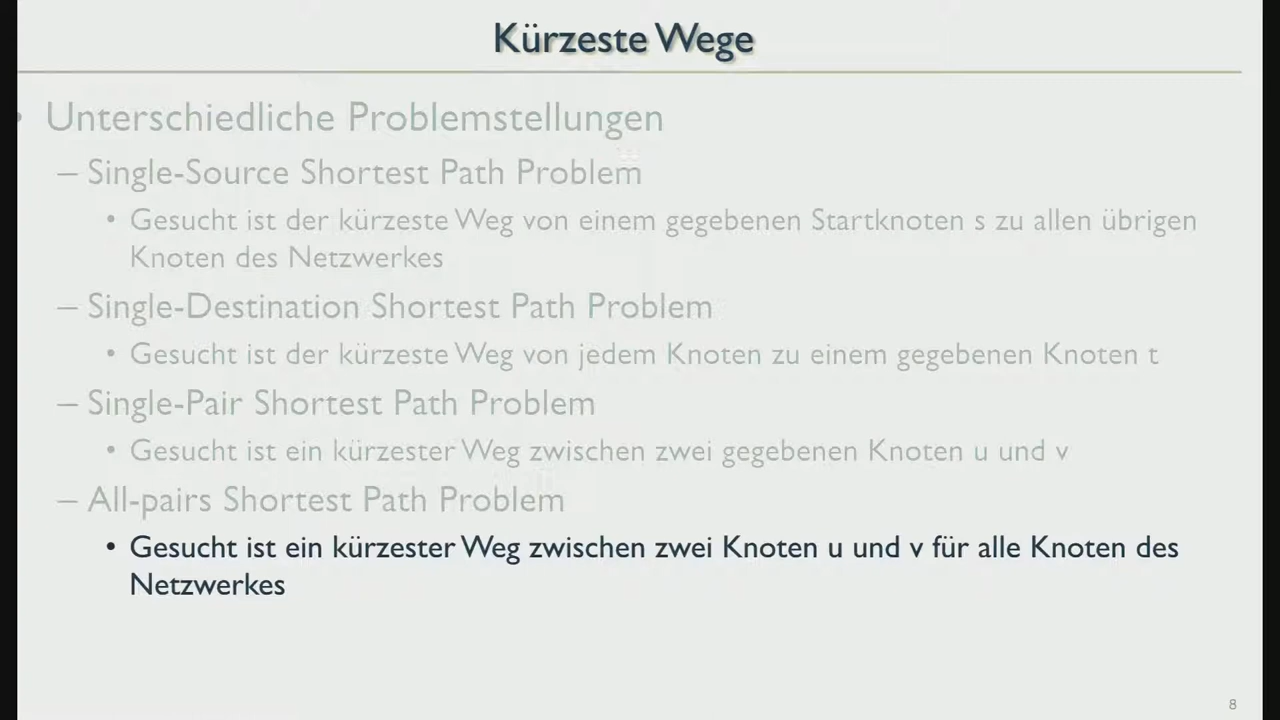 Kürzeste Wege
• Unterschiedliche Problemstellungen
– Single-Source Shortest Path Problem
• Gesucht ist der kürzeste Weg von einem gegebenen Startknoten s zu allen übrigen
Knoten des Netzwerkes
– Single-Destination Shortest Path Problem
• Gesucht ist der kürzeste Weg von jedem Knoten zu einem gegebenen Knoten t
– Single-Pair Shortest Path Problem
• Gesucht ist ein kürzester Weg zwischen zwei gegebenen Knoten u und v
– All-pairs Shortest Path Problem
• Gesucht ist ein kürzester Weg zwischen zwei Knoten u und v für alle Knoten des
Netzwerkes
8